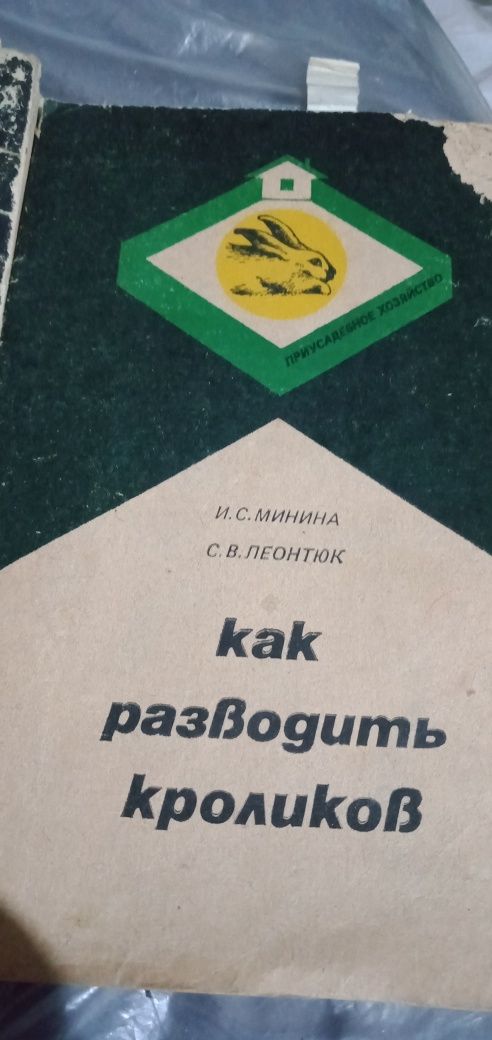 ПРИУСАДЕБНОЕ ХОЗЯЙСТВО
И. С. МИНИНА
С. В. ЛЕОНТЮК
как
разводить
кроликов